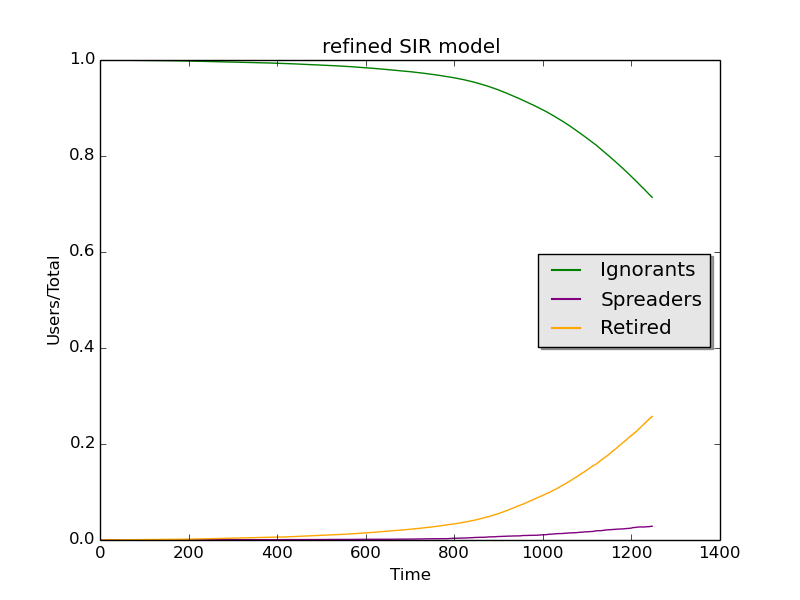 refined SIR model
1.0
0.8
0.6
0.4
0.2
0.0
Users/Total
Ignorants
Spreaders
Retired
0 200 400 600 800 1000 1200 1400
Time